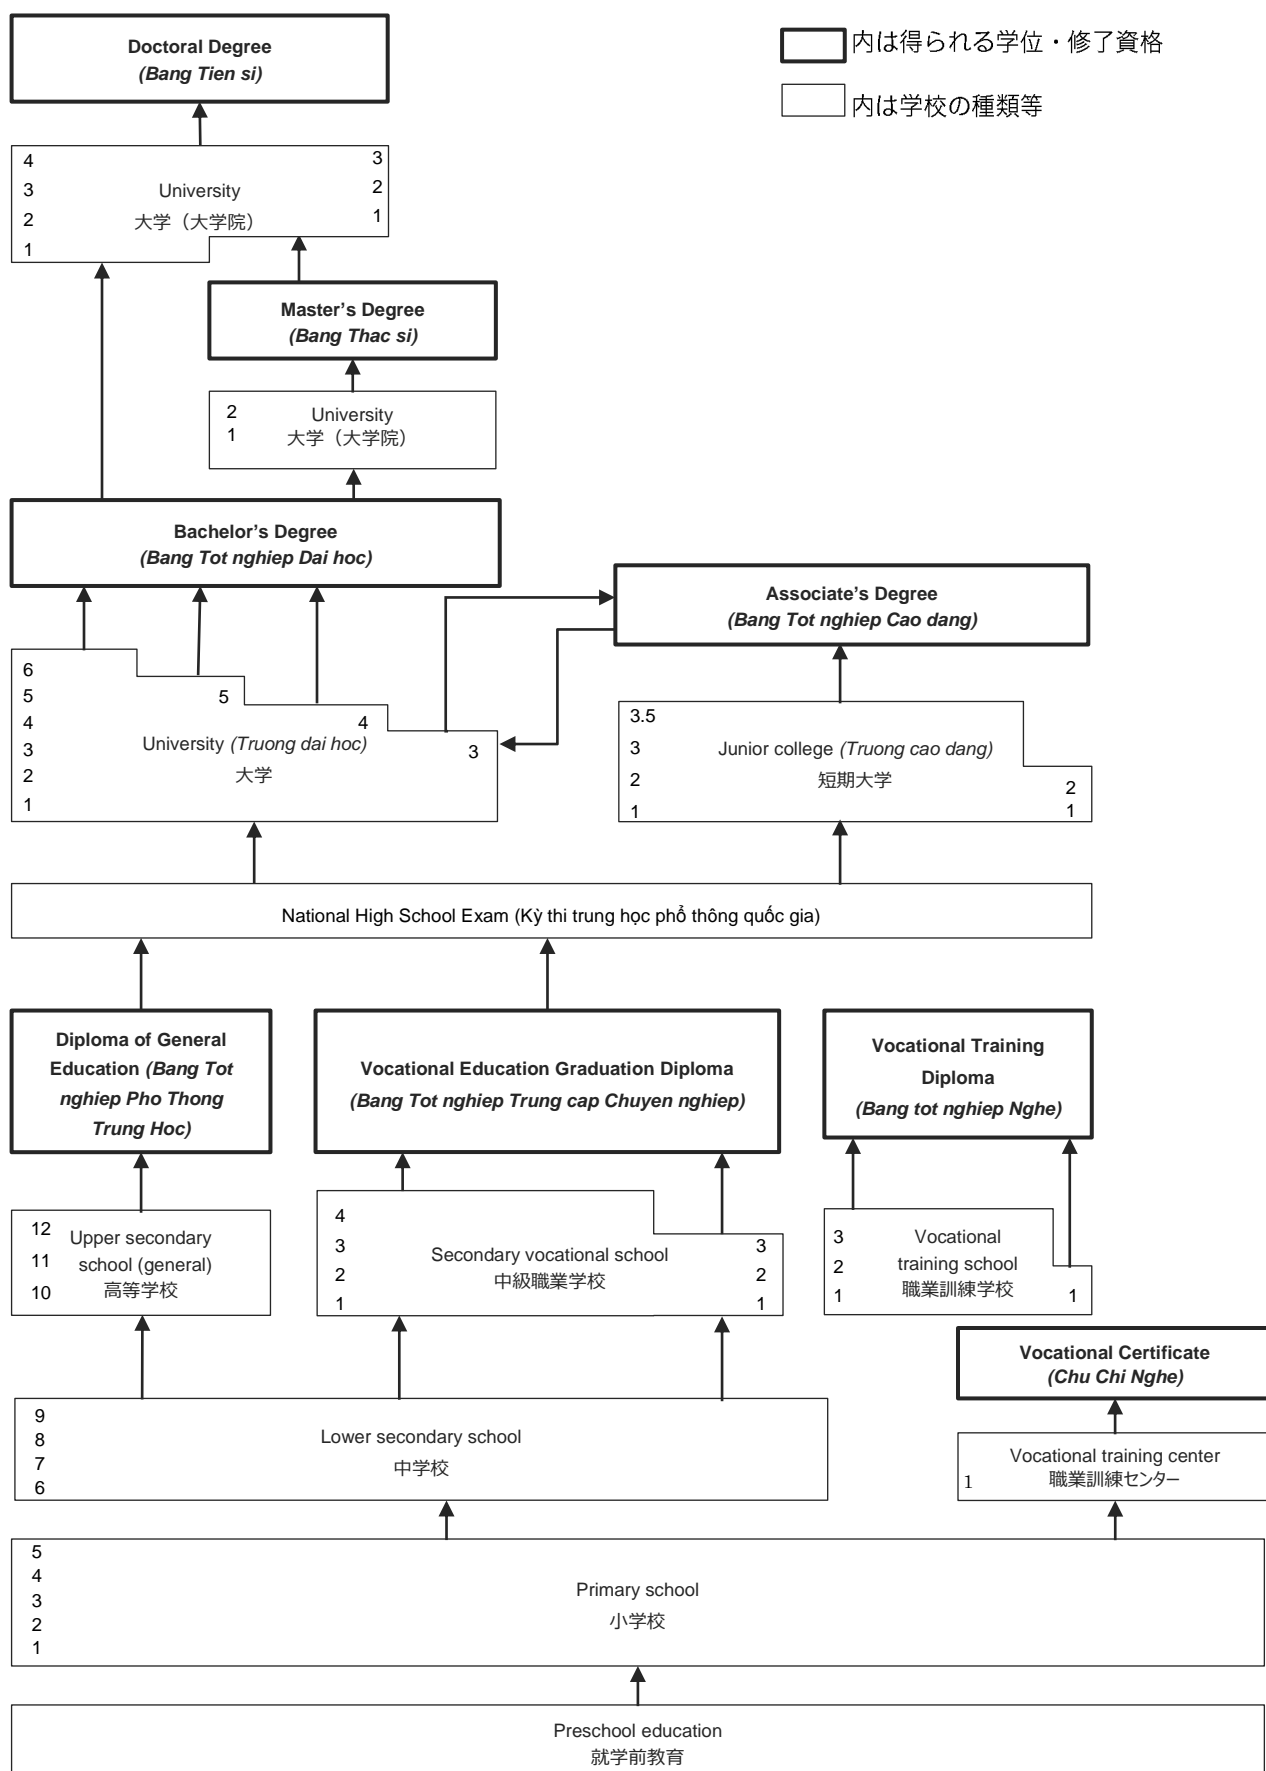 Doctoral Degree
(Bang Tien si)
内は得られる学位・修了資格
内は学校の種類等
4
3
2
1
University
大学（大学院）
3
2
1
Master’s Degree
(Bang Thac si)
2
1
University
大学（大学院）
Bachelor’s Degree
(Bang Tot nghiep Dai hoc)
Associate’s Degree
(Bang Tot nghiep Cao dang)
6
5
4
3
2
1
5
4
3
University (Truong dai hoc)
大学
3.5
3
2
1
Junior college (Truong cao dang)
短期大学
2
1
National High School Exam (Kỳ thi trung học phổ thông quốc gia)
Diploma of General
Education (Bang Tot
nghiep Pho Thong
Trung Hoc)
Vocational Education Graduation Diploma
(Bang Tot nghiep Trung cap Chuyen nghiep)
Vocational Training
Diploma
(Bang tot nghiep Nghe)
12
11
10
Upper secondary
school (general)
高等学校
4
3
2
1
Secondary vocational school
中級職業学校
3
2
1
3
2
1
Vocational
training school
職業訓練学校
1
Vocational Certificate
(Chu Chi Nghe)
9
8
7
6
Lower secondary school
中学校
1
Vocational training center
職業訓練センター
5
4
3
2
1
Primary school
小学校
Preschool education
就学前教育